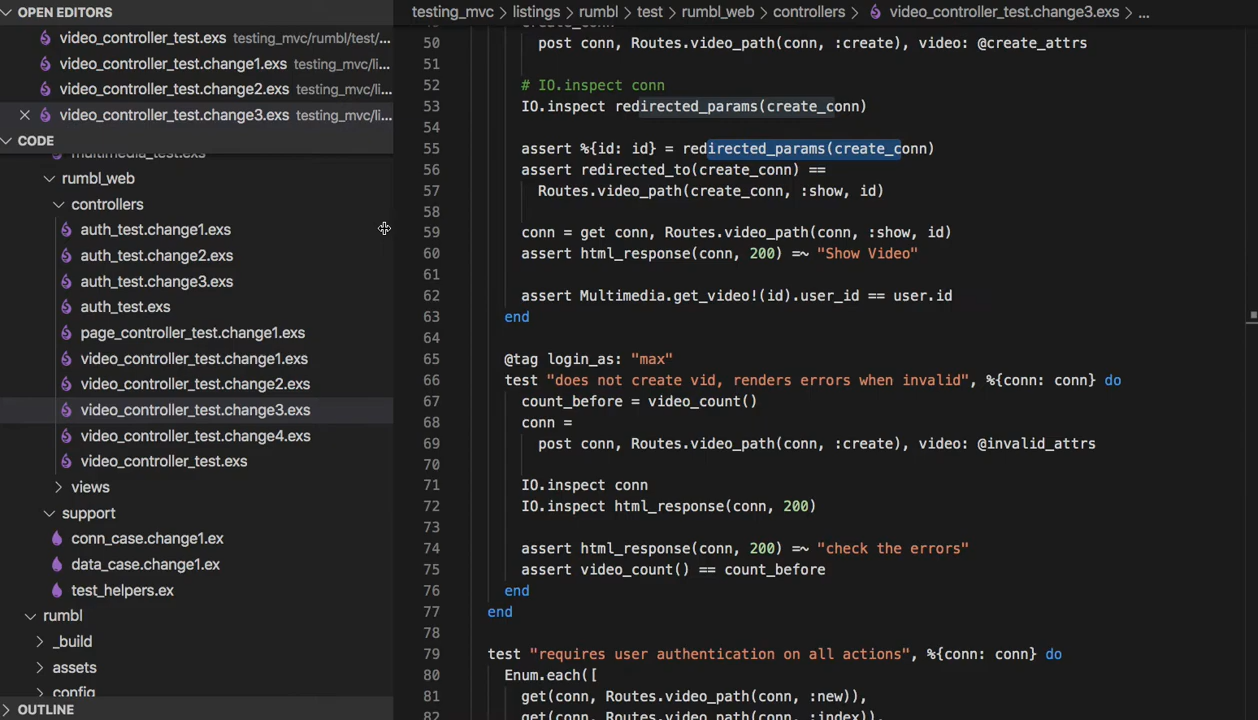 OPEN EDITORS
video_controller_test.exs testing_mvc/rumbl/test/...
video_controller_test.change1.exs testing_mvc/li...
video_controller_test.change2.exs testing_mvc/li...
video_controller_test.change3.exs testing_mvc/li...
CODE
multimedia_test.exs
rumbl_web
controllers
auth_test.change1.exs
auth_test.change2.exs
auth_test.change3.exs
auth_test.exs
page_controller_test.change1.exs
video_controller_test.change1.exs
video_controller_test.change2.exs
video_controller_test.change3.exs
video_controller_test.change4.exs
video_controller_test.exs
views
support
conn_case.change1.ex
data_case.change1.ex
test_helpers.ex
rumbl
_build
assets
config
OUTLINE
testing_mvc > listings > rumbl > test > rumbl_web > controllers > video_controller_test.change3.exs > ...
50 post conn, Routes.video_path(conn, :create), video: @create_attrs
51
52 # IO.inspect conn
53 IO.inspect redirected_params(create_conn)
54
55 assert %{id: id} = redirected_params(create_conn)
56 assert redirected_to(create_conn) ==
57 Routes.video_path(create_conn, :show, id)
58
59 conn = get conn, Routes.video_path(conn, :show, id)
60 assert html_response(conn, 200) =~ "Show Video"
61
62 assert Multimedia.get_video!(id).user_id == user.id
63 end
64
65 @tag login_as: "max"
66 test "does not create vid, renders errors when invalid", %{conn: conn} do
67 count_before = video_count()
68 conn =
69 post conn, Routes.video_path(conn, :create), video: @invalid_attrs
70
71 IO.inspect conn
72 IO.inspect html_response(conn, 200)
73
74 assert html_response(conn, 200) =~ "check the errors"
75 assert video_count() == count_before
76 end
77 end
78
79 test "requires user authentication on all actions", %{conn: conn} do
80 Enum.each([
81 get(conn, Routes.video_path(conn, :new)),
82 get(conn, Routes.video_path(conn, :index)),